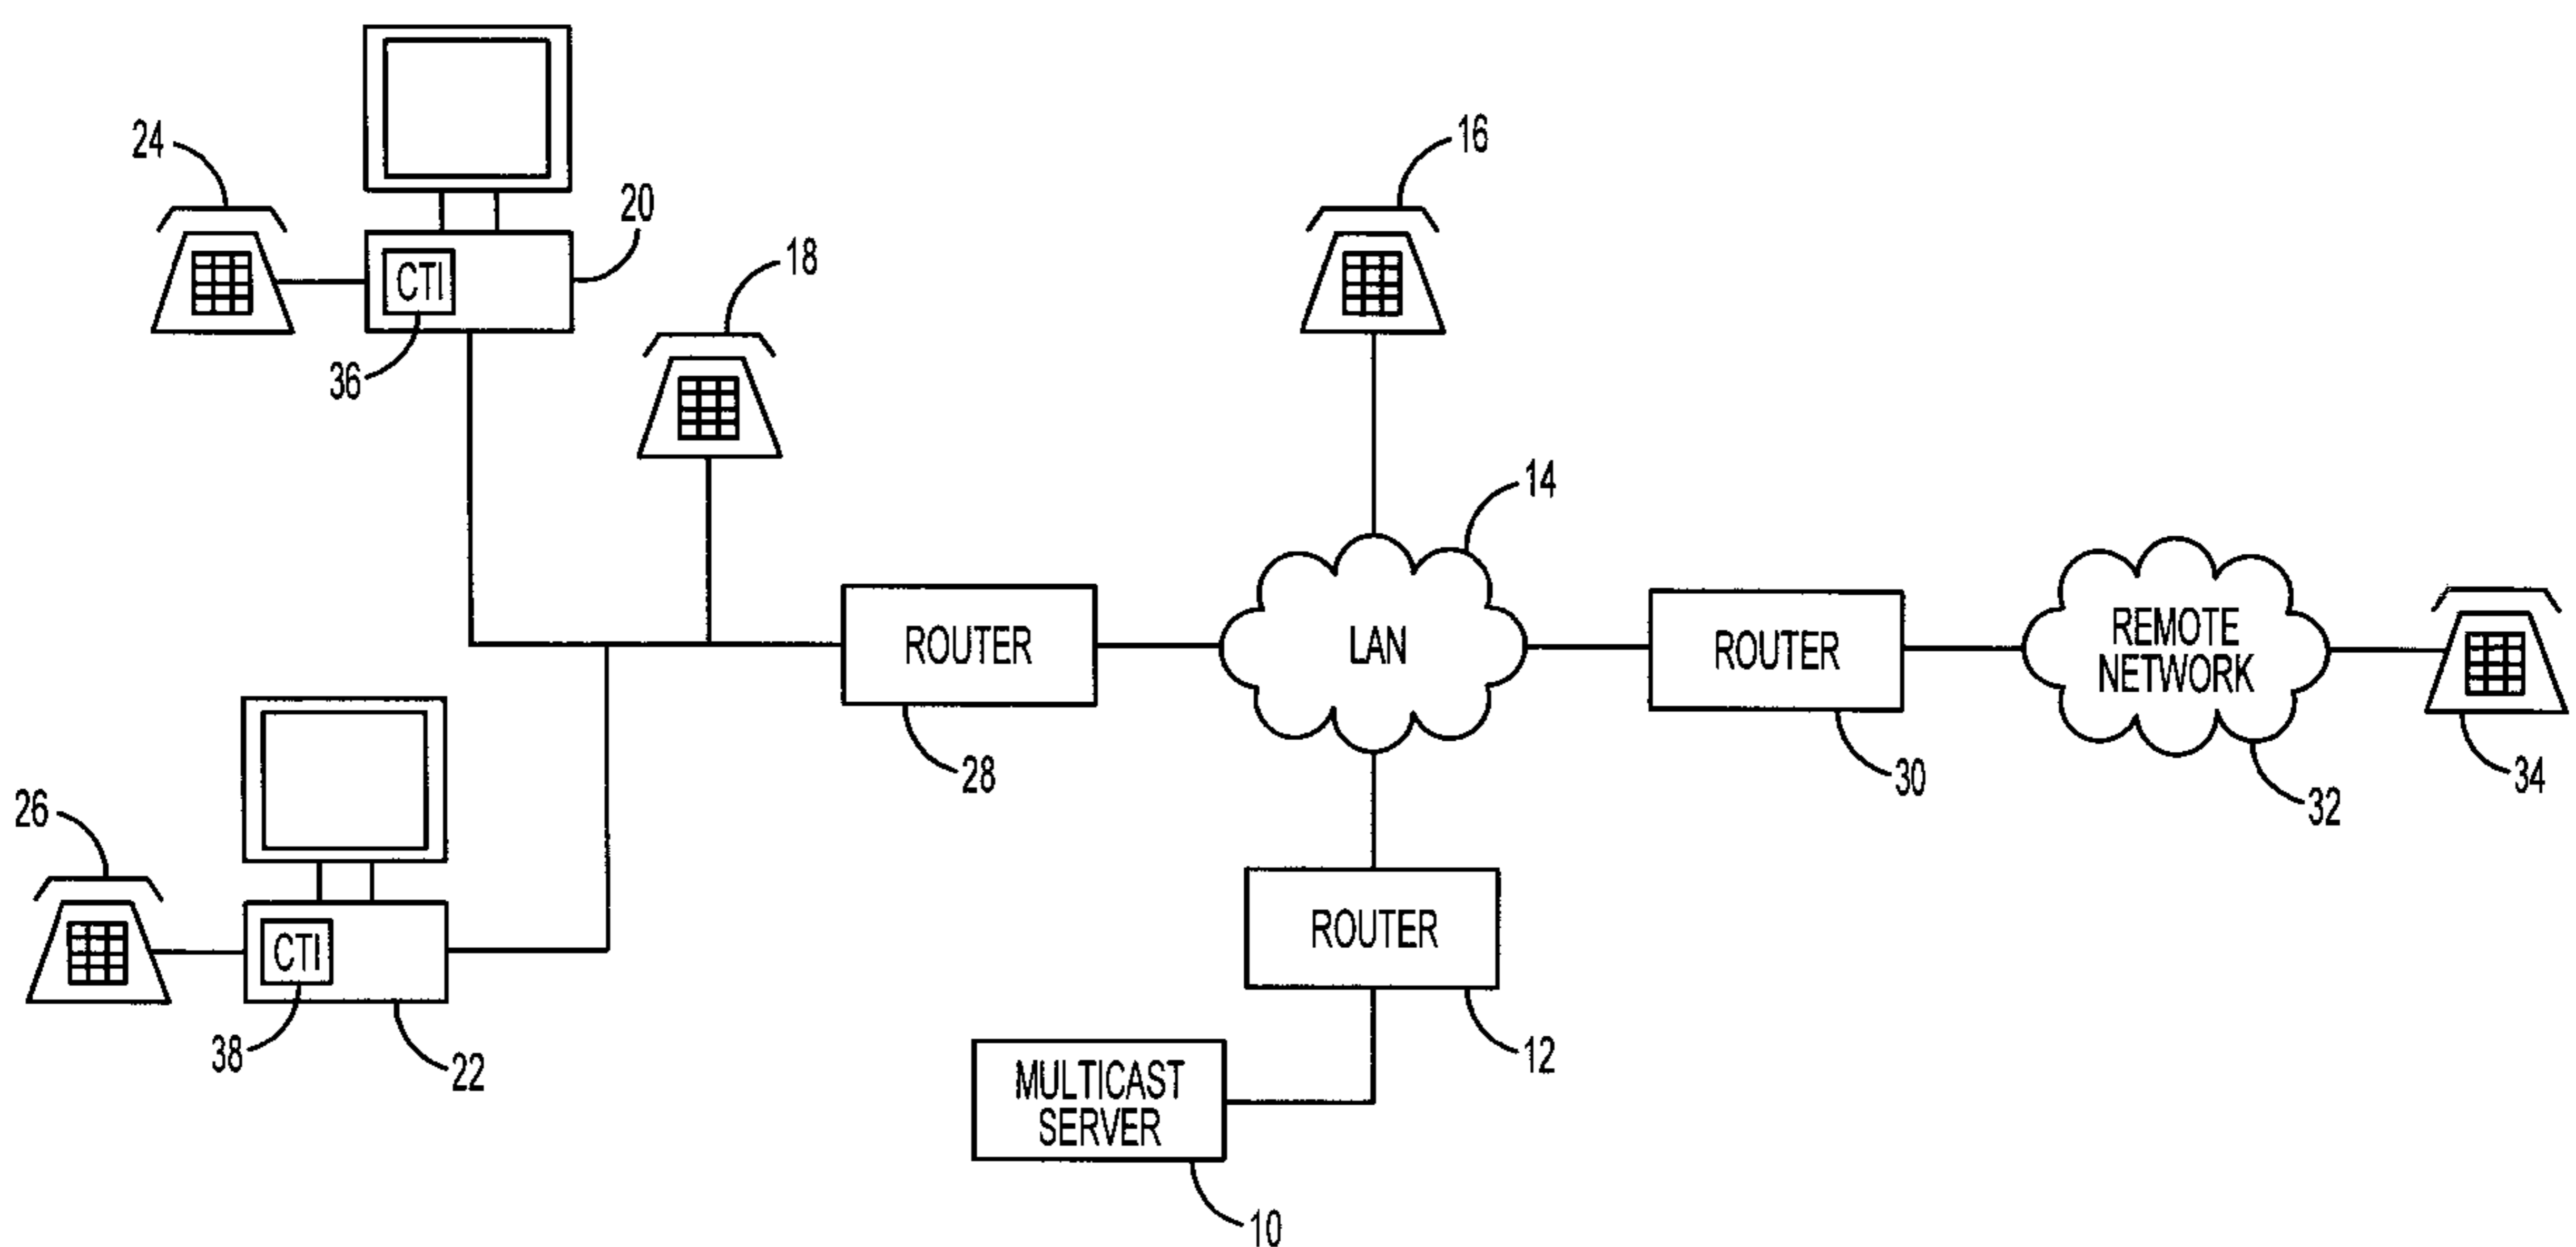 24
20
CTI
36
18
16
14
ROUTER
28
LAN
ROUTER
30
REMOTE
NETWORK
32
34
26
CTI
38
22
ROUTER
12
MULTICAST
SERVER
10